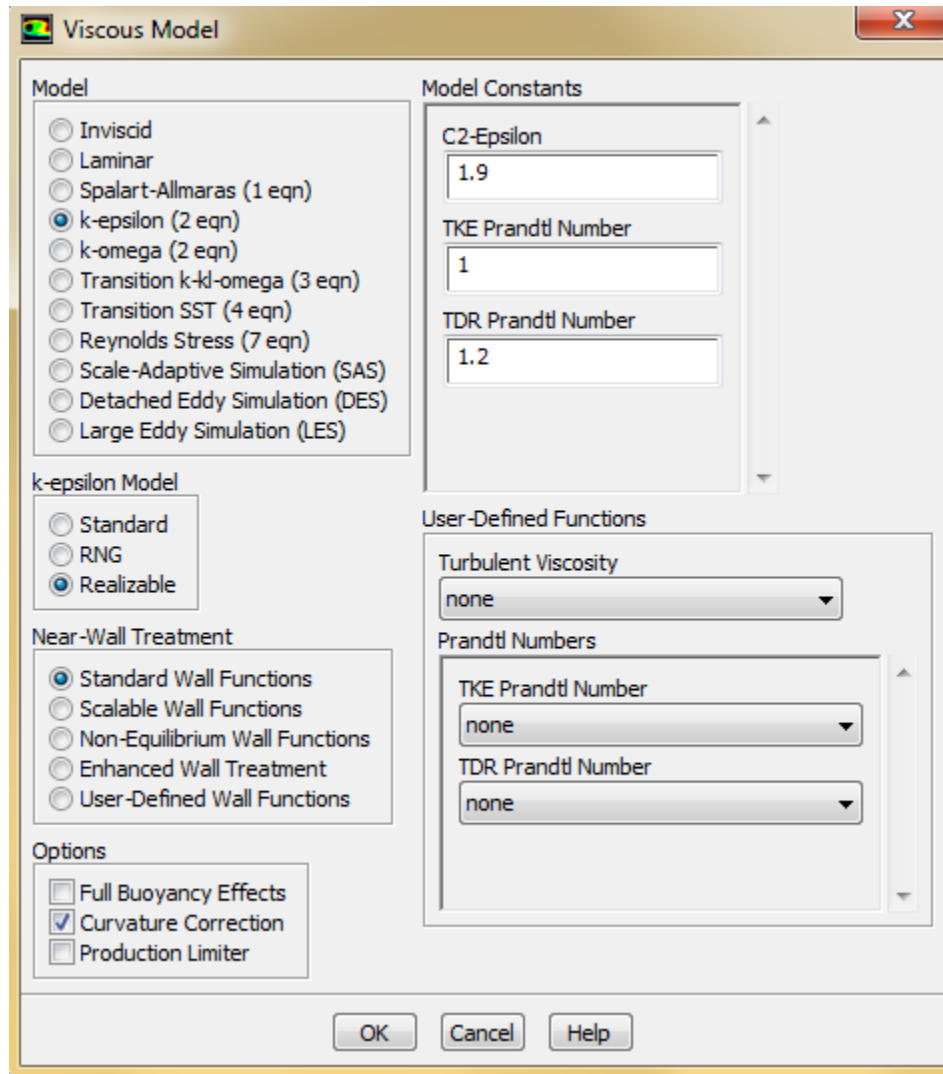 Viscous Model
Model
Inviscid
Laminar
Spalart-Allmaras (1 eqn)
k-epsilon (2 eqn)
k-omega (2 eqn)
Transition k-kl-omega (3 eqn)
Transition SST (4 eqn)
Reynolds Stress (7 eqn)
Scale-Adaptive Simulation (SAS)
Detached Eddy Simulation (DES)
Large Eddy Simulation (LES)
k-epsilon Model
Standard
RNG
Realizable
Near-Wall Treatment
Standard Wall Functions
Scalable Wall Functions
Non-Equilibrium Wall Functions
Enhanced Wall Treatment
User-Defined Wall Functions
Options
Full Buoyancy Effects
Curvature Correction
Production Limiter
Model Constants
C2-Epsilon
1.9
TKE Prandtl Number
1
TDR Prandtl Number
1.2
User-Defined Functions
Turbulent Viscosity
none
Prandtl Numbers
TKE Prandtl Number
none
TDR Prandtl Number
none
OK Cancel Help